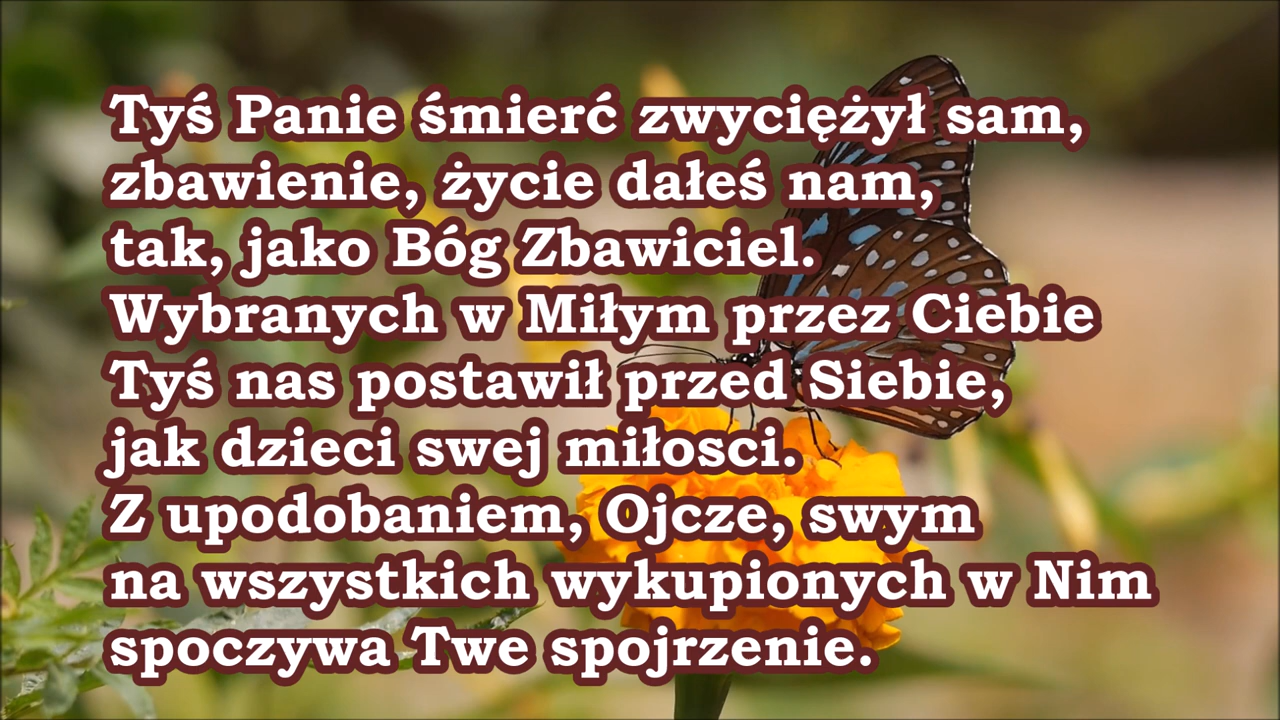 Tyś Panie śmierć zwyciężył sam,
zbawienie, życie dałeś nam,
tak, jako Bóg Zbawiciel.
Wybranych w Miłym przez Ciebie
Tyś nas postawił przed Siebie,
jak dzieci swej miłosci.
Z upodobaniem, Ojcze, swym
na wszystkich wykupionych w Nim
spoczywa Twe spojrzenie.